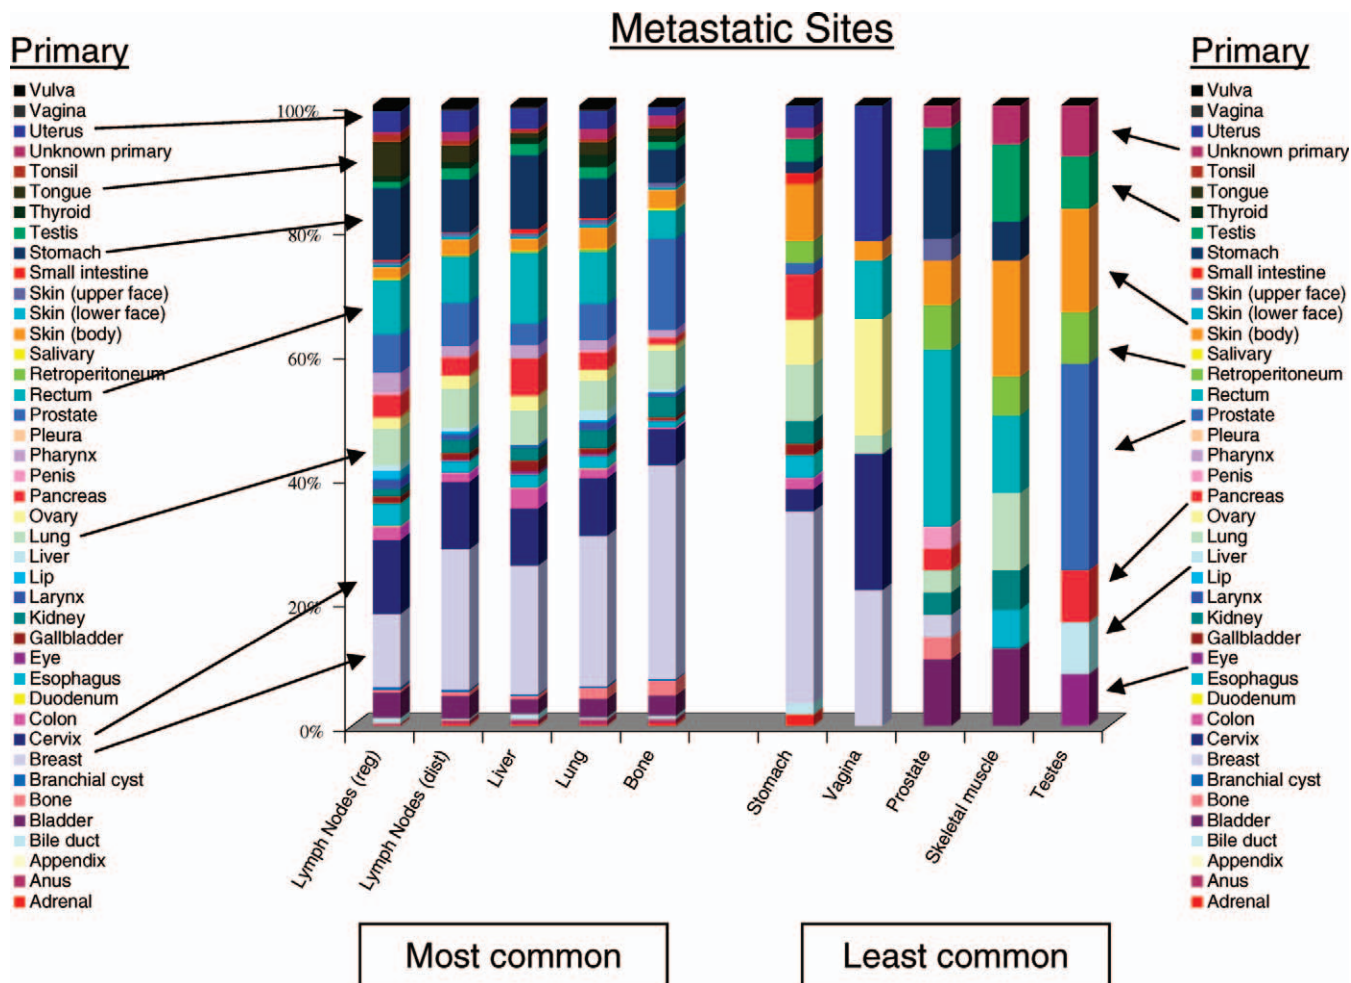 Metastatic Sites
Primary
Vulva
Vagina
Uterus
Unknown primary
Tonsil
Tongue
Thyroid
Testis
Stomach
Small intestine
Skin (upper face)
Skin (lower face)
Skin (body)
Salivary
Retroperitoneum
Rectum
Prostate
Pleura
Pharynx
Penis
Pancreas
Ovary
Lung
Liver
Lip
Larynx
Kidney
Gallbladder
Eye
Esophagus
Duodenum
Colon
Cervix
Breast
Branchial cyst
Bone
Bladder
Bile duct
Appendix
Anus
Adrenal
100%
80%
60%
40%
20%
0%
Lymph Nodes (reg)
Lymph Nodes (dist)
Liver
Lung
Bone
Stomach
Vagina
Prostate
Skeletal muscle
Testes
Most common
Least common
Primary
Vulva
Vagina
Uterus
Unknown primary
Tonsil
Tongue
Thyroid
Testis
Stomach
Small intestine
Skin (upper face)
Skin (lower face)
Skin (body)
Salivary
Retroperitoneum
Rectum
Prostate
Pleura
Pharynx
Penis
Pancreas
Ovary
Lung
Liver
Lip
Larynx
Kidney
Gallbladder
Eye
Esophagus
Duodenum
Colon
Cervix
Breast
Branchial cyst
Bone
Bladder
Bile duct
Appendix
Anus
Adrenal